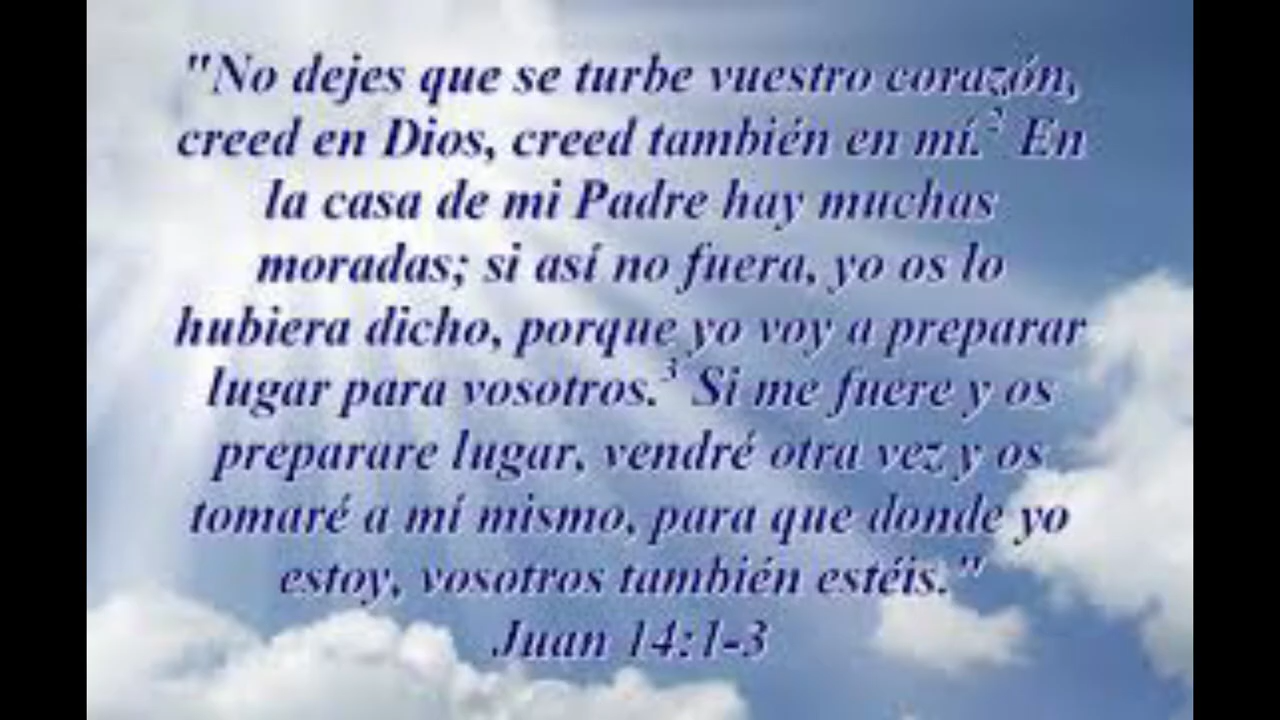 "No dejes que se turbe vuestro corazón,
creed en Dios, creed también en mí.² En
la casa de mi Padre hay muchas
moradas; si así no fuera, yo os lo
hubiera dicho, porque yo voy a preparar
lugar para vosotros.³ Si me fuere y os
preparare lugar, vendré otra vez y os
tomaré a mí mismo, para que donde yo
estoy, vosotros también estéis."
Juan 14:1-3